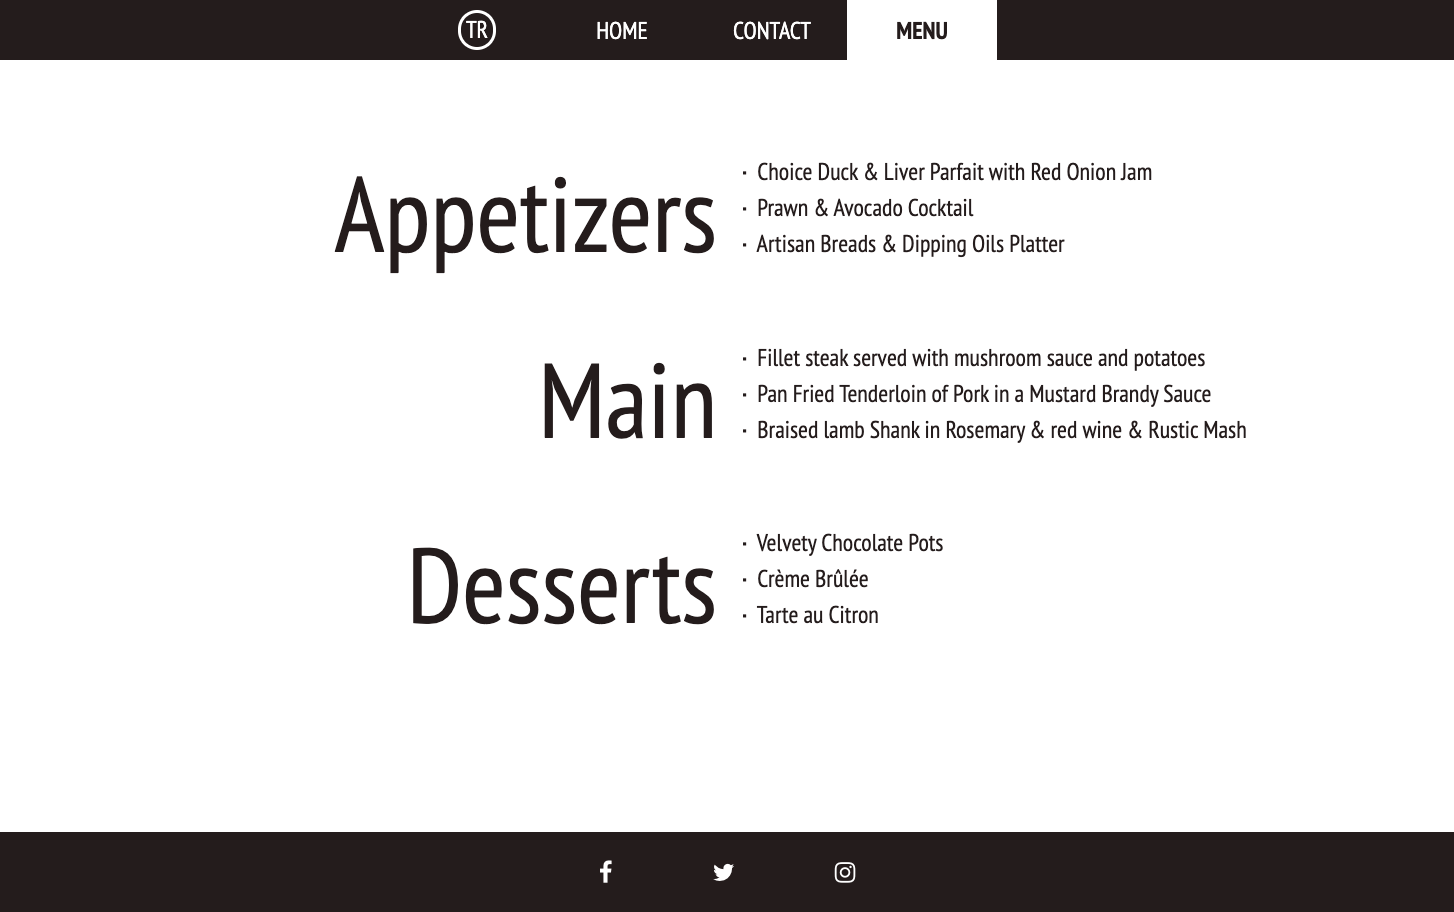 TR
HOME
CONTACT
MENU
Appetizers
· Choice Duck & Liver Parfait with Red Onion Jam
· Prawn & Avocado Cocktail
· Artisan Breads & Dipping Oils Platter
Main
· Fillet steak served with mushroom sauce and potatoes
· Pan Fried Tenderloin of Pork in a Mustard Brandy Sauce
· Braised lamb Shank in Rosemary & red wine & Rustic Mash
Desserts
· Velvety Chocolate Pots
· Crème Brûlée
· Tarte au Citron